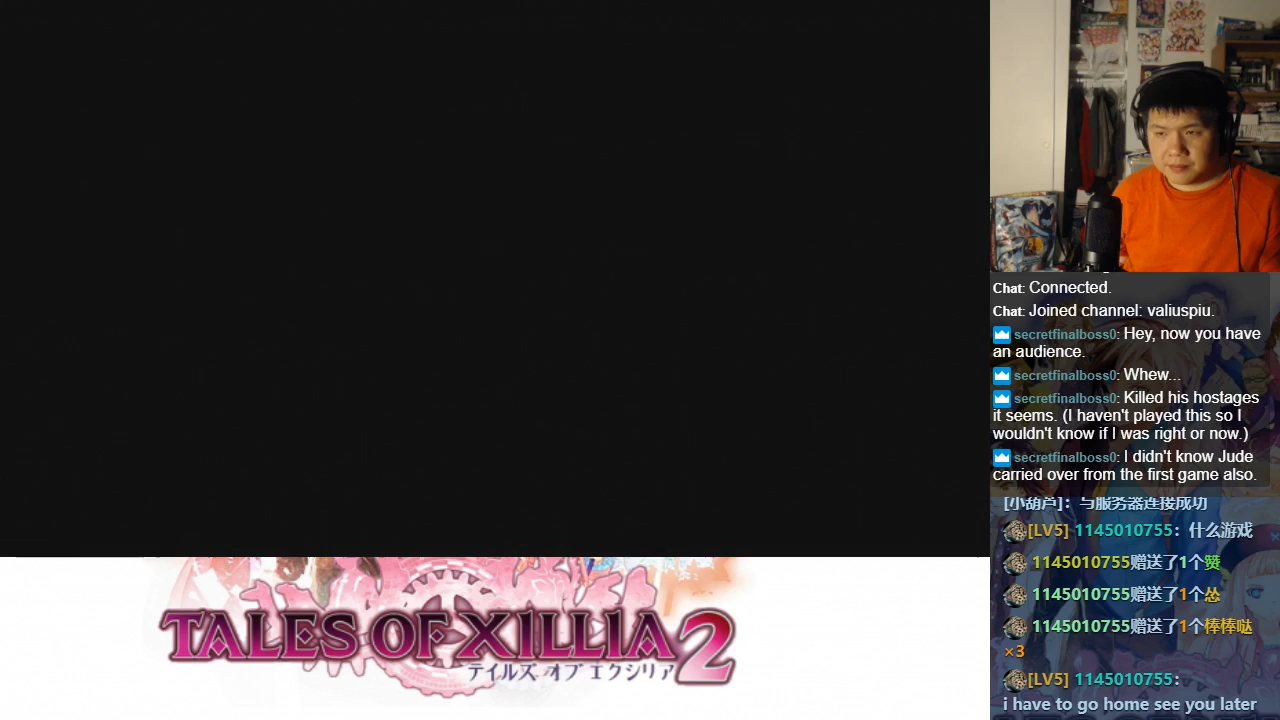 Chat: Connected.
Chat: Joined channel: valiuspiu.
secretfinalboss0: Hey, now you have
an audience.
secretfinalboss0: Whew...
secretfinalboss0: Killed his hostages
it seems. (I haven't played this so I
wouldn't know if I was right or now.)
secretfinalboss0: I didn't know Jude
carried over from the first game also.
[小葫芦]：与服务器连接成功
[LV5] 1145010755：什么游戏
1145010755赠送了1个赞
1145010755赠送了1个怂
1145010755赠送了1个棒棒哒
×3
[LV5] 1145010755：
i have to go home see you later
TALES OF XILLIA 2
テイルズ オブ エクシリア